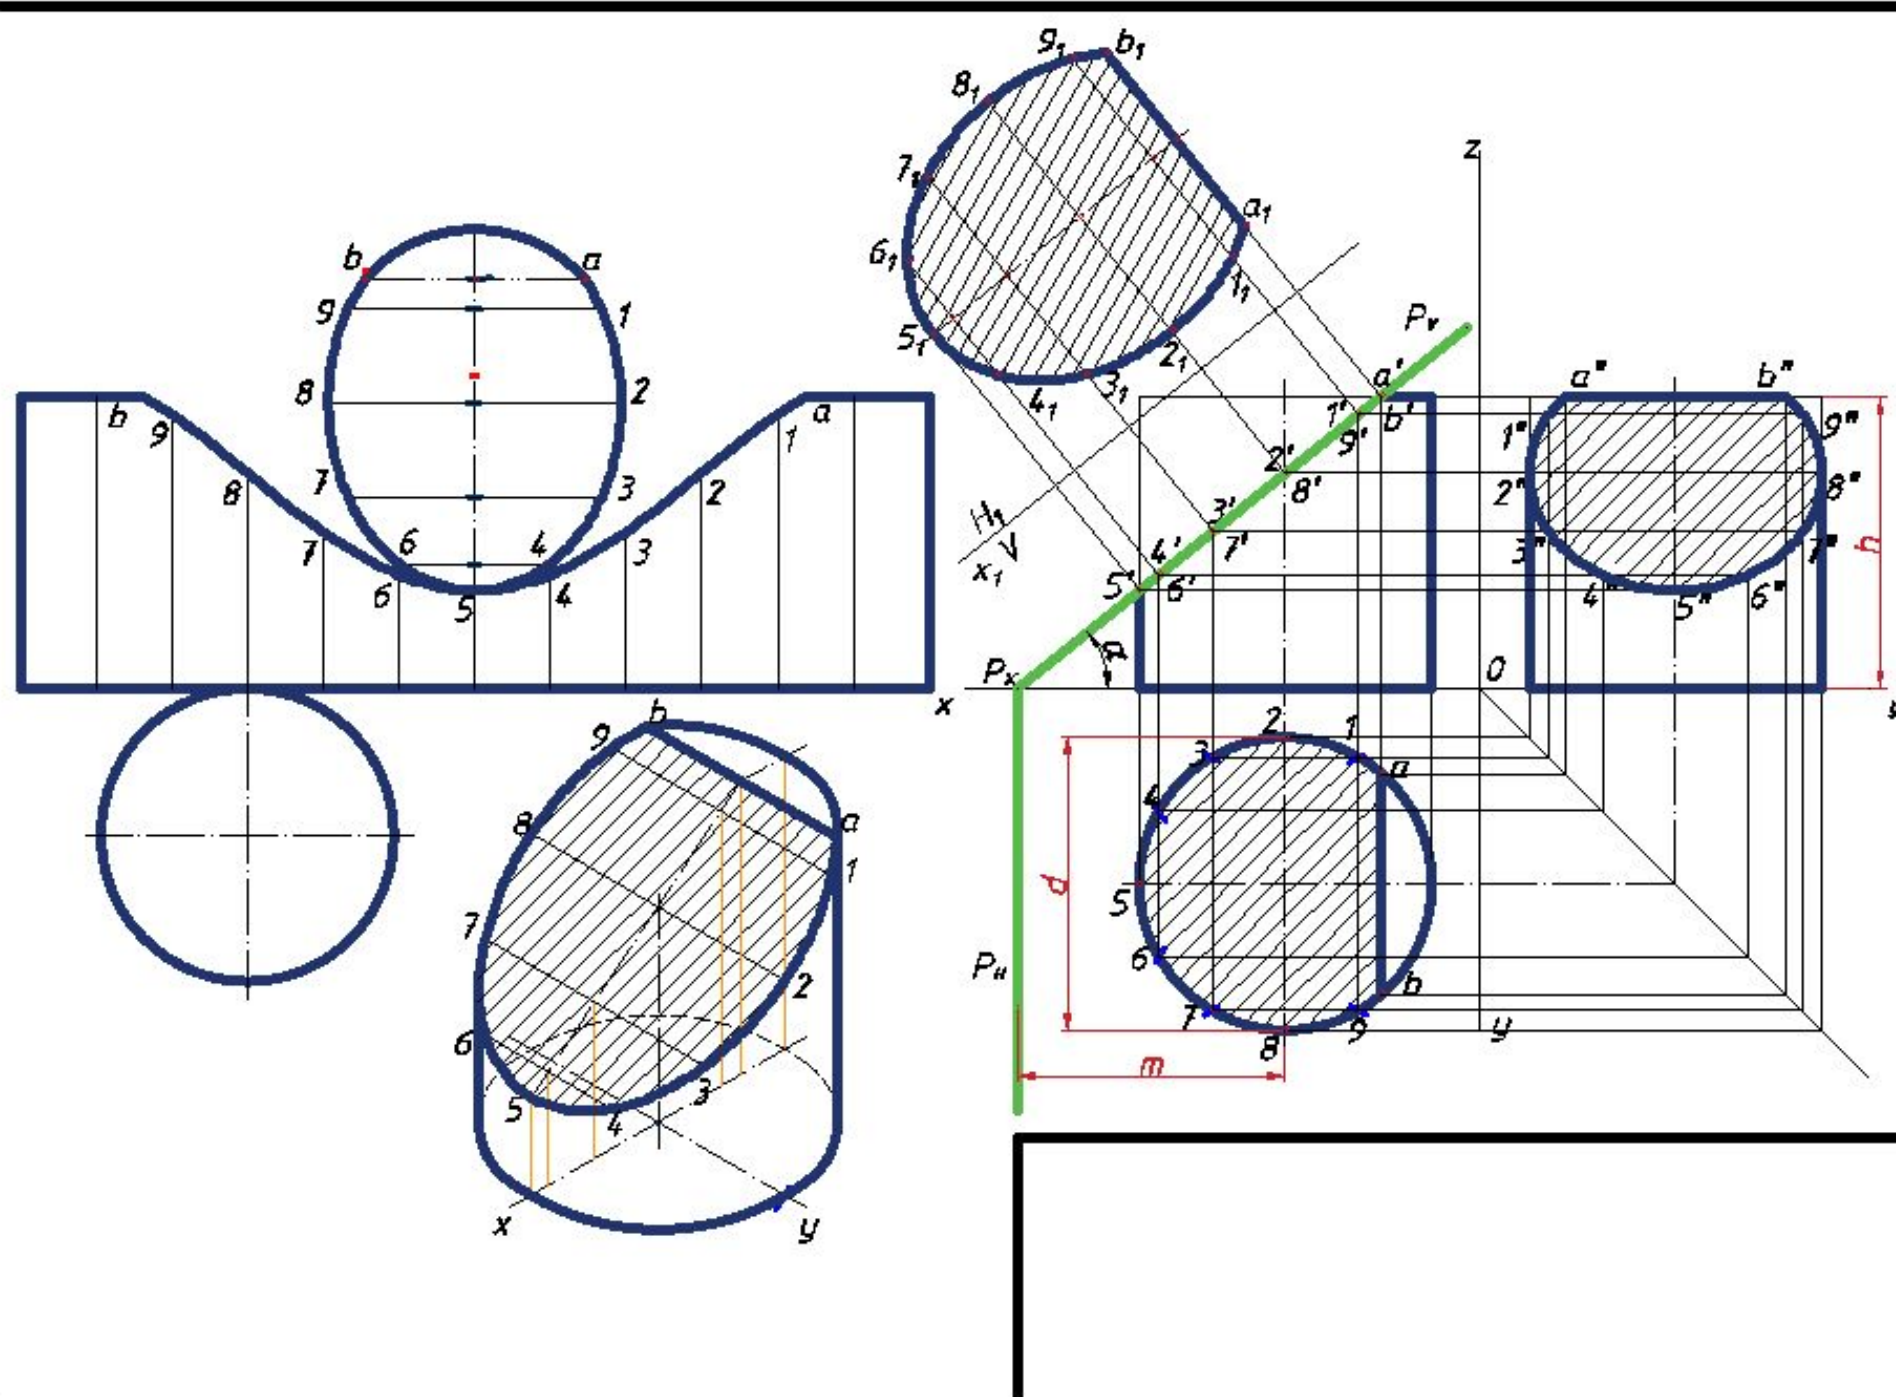 b a
9 1
8 2
7 3
6 4
b 9 8 7 6 5 4 3 2 1 a
x
9₁ b₁
8₁
7₁
6₁
5₁
4₁ 3₁ 2₁ 1₁ a₁
z
Pᵥ
a'
1' b'
9'
2'
8'
3'
7'
4'
5' 6'
H₁
V
x₁
Pₓ α
0
a" b"
1" 9"
2" 8"
3" 7"
4" 5" 6"
h
b
9
8 a
1
7
2
6
5 4 3
x y
2 1
3 a
4
d
5
6 b
7 8 9
y
Pₕ
m